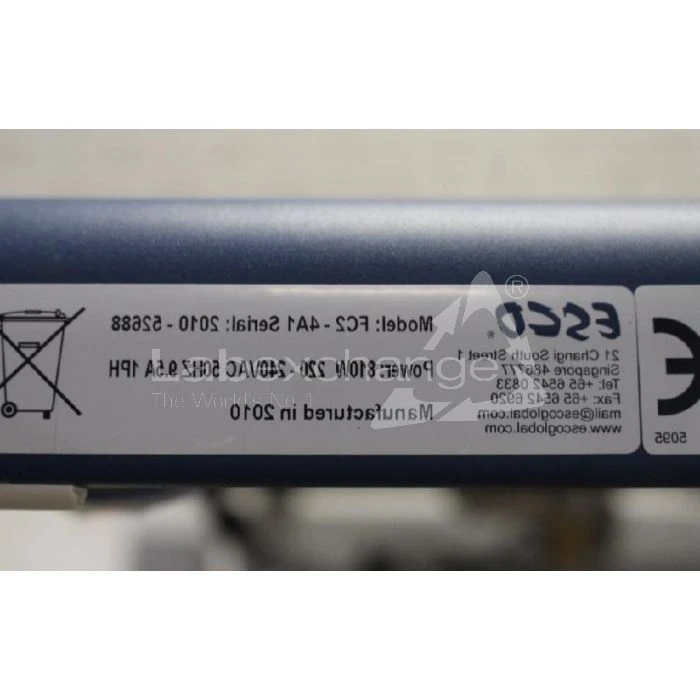 ESCO®
21 Changi South Street 1
Singapore 486777
Tel: +65 6542 0833
Fax: +65 6542 6920
mail@escoglobal.com
www.escoglobal.com
Model: FC2 - 4A1 Serial: 2010 - 52688
Power: 810W 220 - 240VAC 50HZ 9.5A 1PH
Manufactured in 2010
CE
5095
Labexchange®
The World's No.1